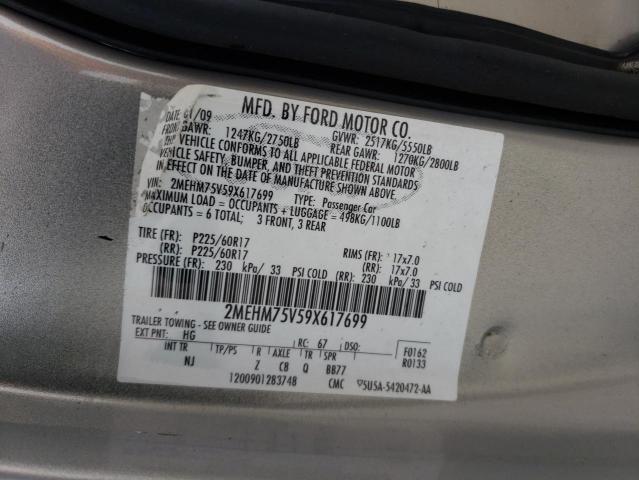 MFD. BY FORD MOTOR CO.
DATE: 01/09 GVWR: 2517KG/5550LB
FRONT GAWR: 1247KG/2750LB REAR GAWR: 1270KG/2800LB
THIS VEHICLE CONFORMS TO ALL APPLICABLE FEDERAL MOTOR
VEHICLE SAFETY, BUMPER, AND THEFT PREVENTION STANDARDS
IN EFFECT ON THE DATE OF MANUFACTURE SHOWN ABOVE.
VIN: 2MEHM75V59X617699 TYPE: Passenger Car
MAXIMUM LOAD = OCCUPANTS + LUGGAGE = 498KG/1100LB
OCCUPANTS = 6 TOTAL; 3 FRONT, 3 REAR
TIRE (FR): P225/60R17 RIMS (FR): 17x7.0
(RR): P225/60R17 (RR): 17x7.0
PRESSURE (FR): 230 kPa/ 33 PSI COLD (RR): 230 kPa/ 33 PSI COLD
2MEHM75V59X617699
TRAILER TOWING - SEE OWNER GUIDE
EXT PNT: HG RC: 67 DSO: F0162
R0133
INT TR TP/PS R AXLE TR SPR
NJ Z C8 Q BB77
1200901283748 CMC 5U5A-5420472-AA